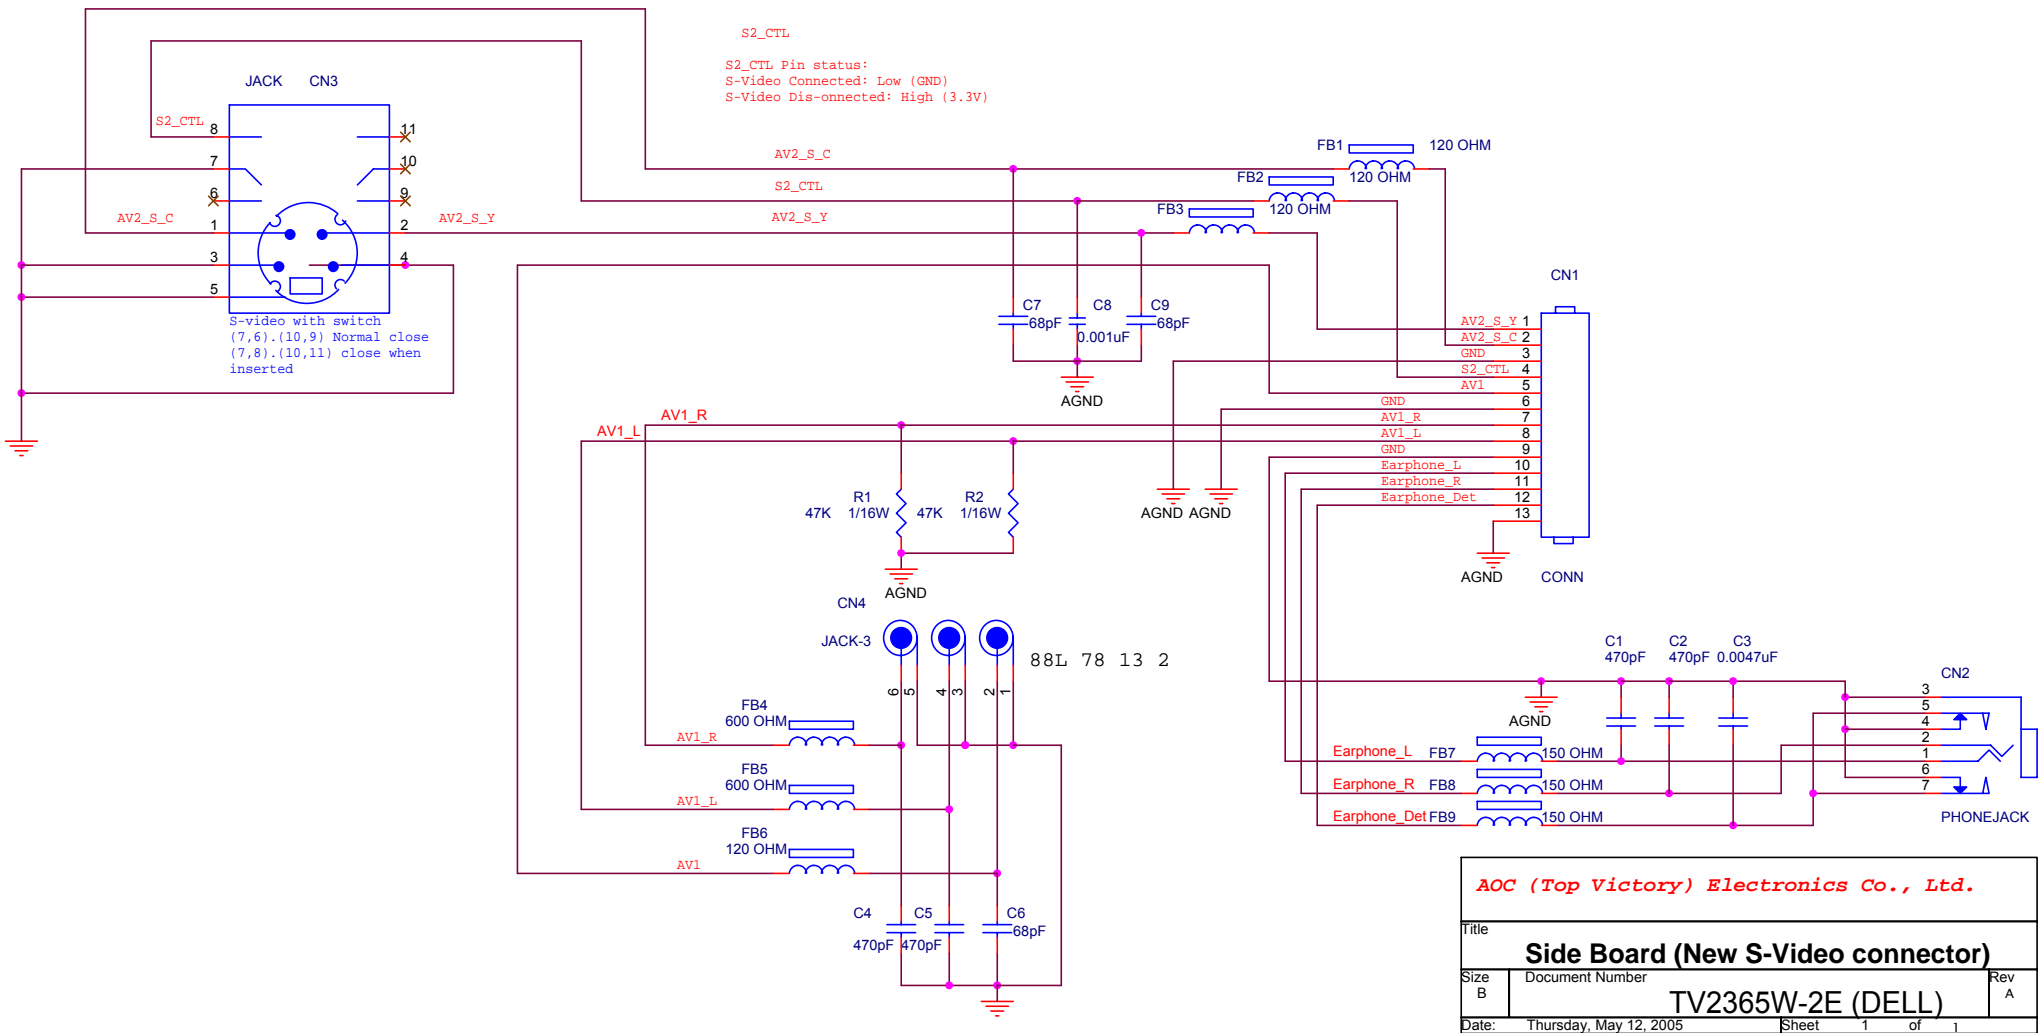 S2_CTL
S2_CTL Pin status:
S-Video Connected: Low (GND)
S-Video Dis-onnected: High (3.3V)
JACK CN3
S2_CTL
8
7
6
1
3
5
11
10
9
2
4
AV2_S_C
AV2_S_Y
S-video with switch
(7,6).(10,9) Normal close
(7,8).(10,11) close when
inserted
AV2_S_C
S2_CTL
AV2_S_Y
FB1
120 OHM
FB2
120 OHM
FB3
120 OHM
C7
68pF
C8
0.001uF
C9
68pF
AGND
CN1
AV2_S_Y 1
AV2_S_C 2
GND 3
S2_CTL 4
AV1 5
GND 6
AV1_R 7
AV1_L 8
GND 9
Earphone_L 10
Earphone_R 11
Earphone_Det 12
13
CONN
AGND
AGND AGND
AV1_R
AV1_L
R1
47K 1/16W
R2
47K 1/16W
AGND
CN4
JACK-3
88L 78 13 2
6 5 4 3 2 1
FB4
600 OHM
AV1_R
FB5
600 OHM
AV1_L
FB6
120 OHM
AV1
C4
470pF
C5
470pF
C6
68pF
C1
470pF
C2
470pF
C3
0.0047uF
AGND
CN2
3
5
4
2
1
6
7
PHONEJACK
Earphone_L FB7 150 OHM
Earphone_R FB8 150 OHM
Earphone_Det FB9 150 OHM
AOC (Top Victory) Electronics Co., Ltd.
Title
Side Board (New S-Video connector)
Size
B
Document Number
TV2365W-2E (DELL)
Rev
A
Date: Thursday, May 12, 2005
Sheet 1 of 1